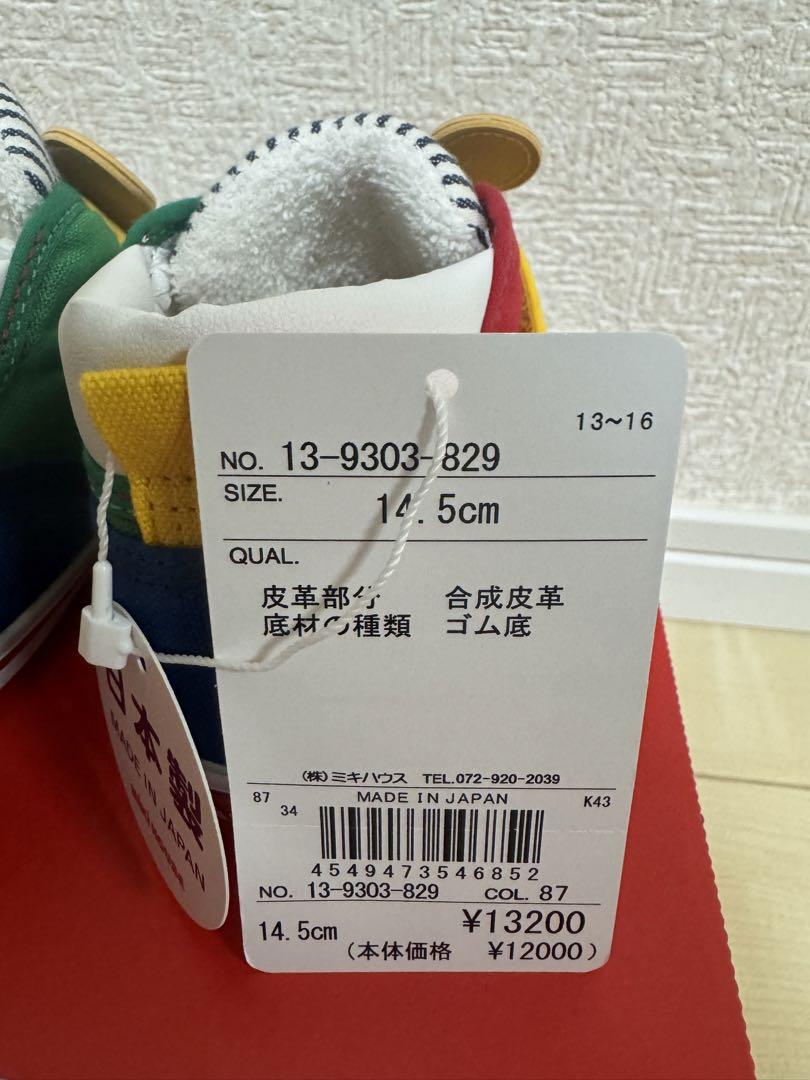 13~16
NO. 13-9303-829
SIZE. 14.5cm
QUAL.
皮革部分 合成皮革
底材の種類 ゴム底
(株)ミキハウス TEL.072-920-2039
87 MADE IN JAPAN K43
34
4549473546852
NO. 13-9303-829 COL. 87
14.5cm ¥13200
(本体価格 ¥12000)
日本製
MADE IN JAPAN